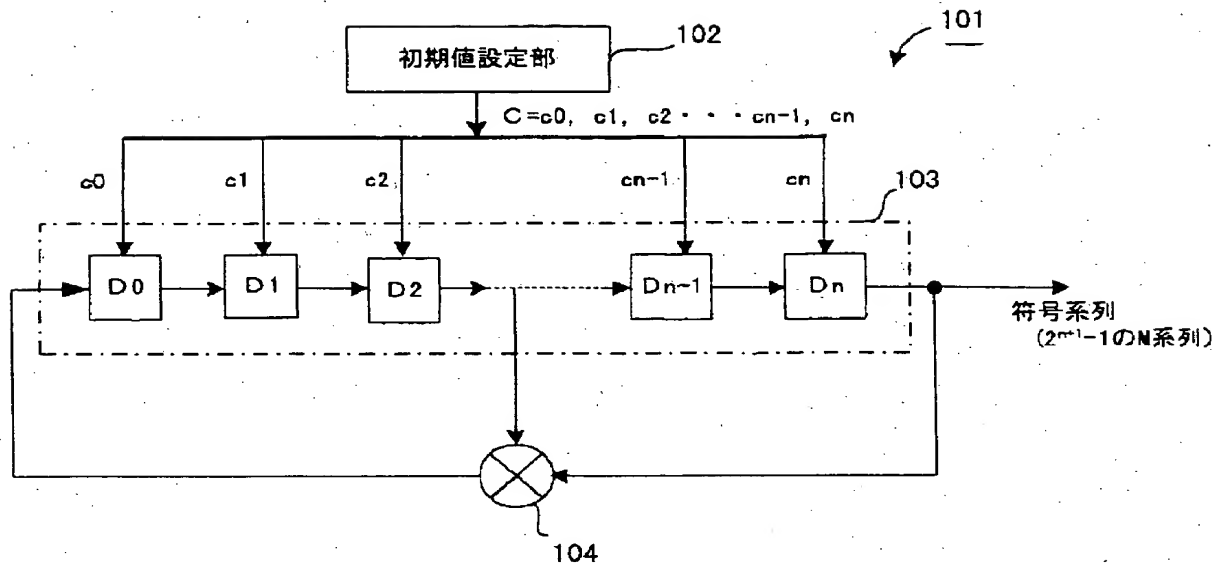 101
102
初期値設定部
C=c0, c1, c2・・・cn-1, cn
c0
c1
c2
cn-1
cn
103
D0
D1
D2
Dn-1
Dn
符号系列
(2ⁿ⁺¹-1のM系列)
104